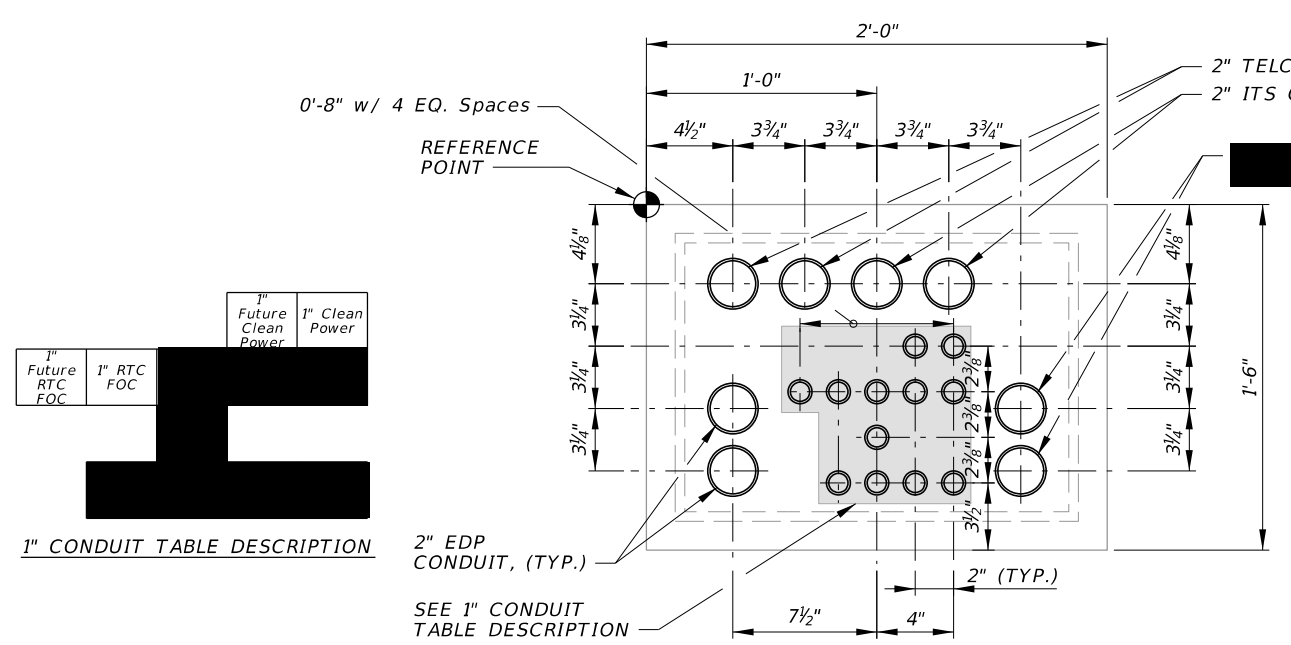 2'-0"
1'-0"
2" TELC
2" ITS
0'-8" w/ 4 EQ. Spaces
4½" 3¾" 3¾" 3¾" 3¾"
REFERENCE
POINT
4⅛"
3¼"
3¼"
3¼"
4⅛"
3¼"
3¼"
3¼"
1'-6"
2⅜"
2⅜"
2⅜"
3½"
1"
Future
Clean
Power
1" Clean
Power
1"
Future
RTC
FOC
1" RTC
FOC
1" CONDUIT TABLE DESCRIPTION
2" EDP
CONDUIT, (TYP.)
SEE 1" CONDUIT
TABLE DESCRIPTION
2" (TYP.)
7½" 4"